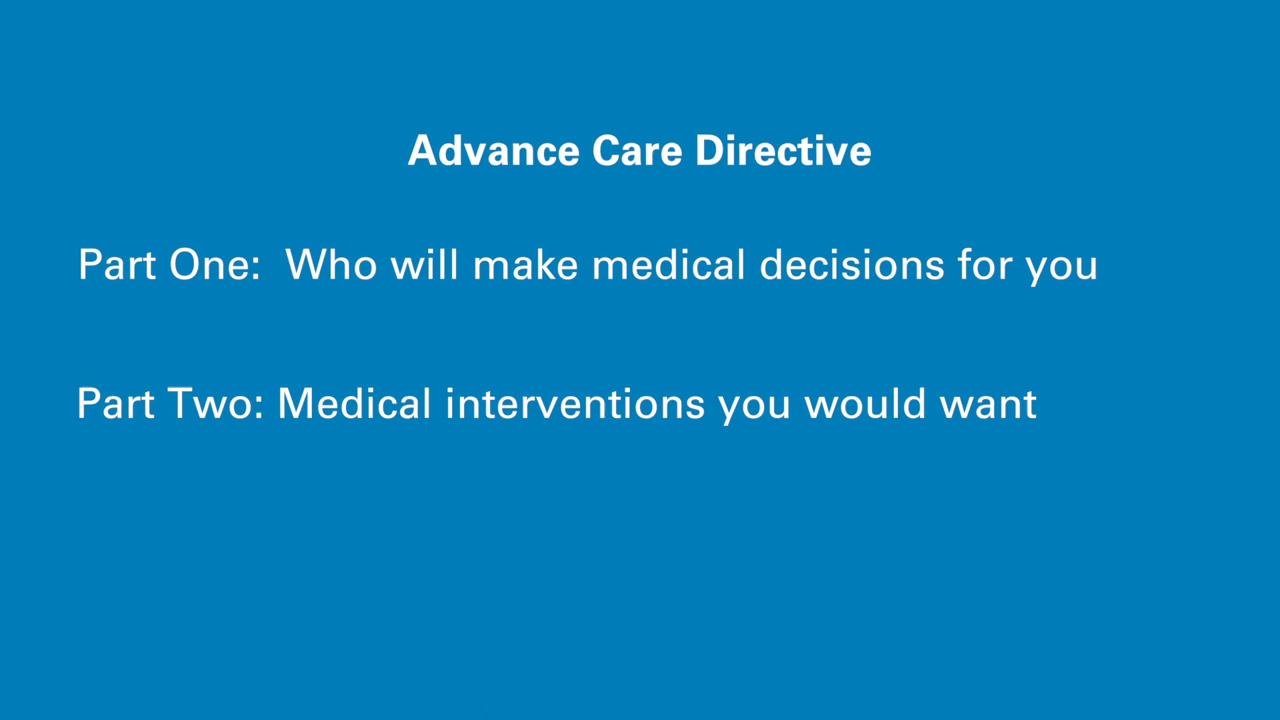 Advance Care Directive
Part One:  Who will make medical decisions for you
Part Two: Medical interventions you would want